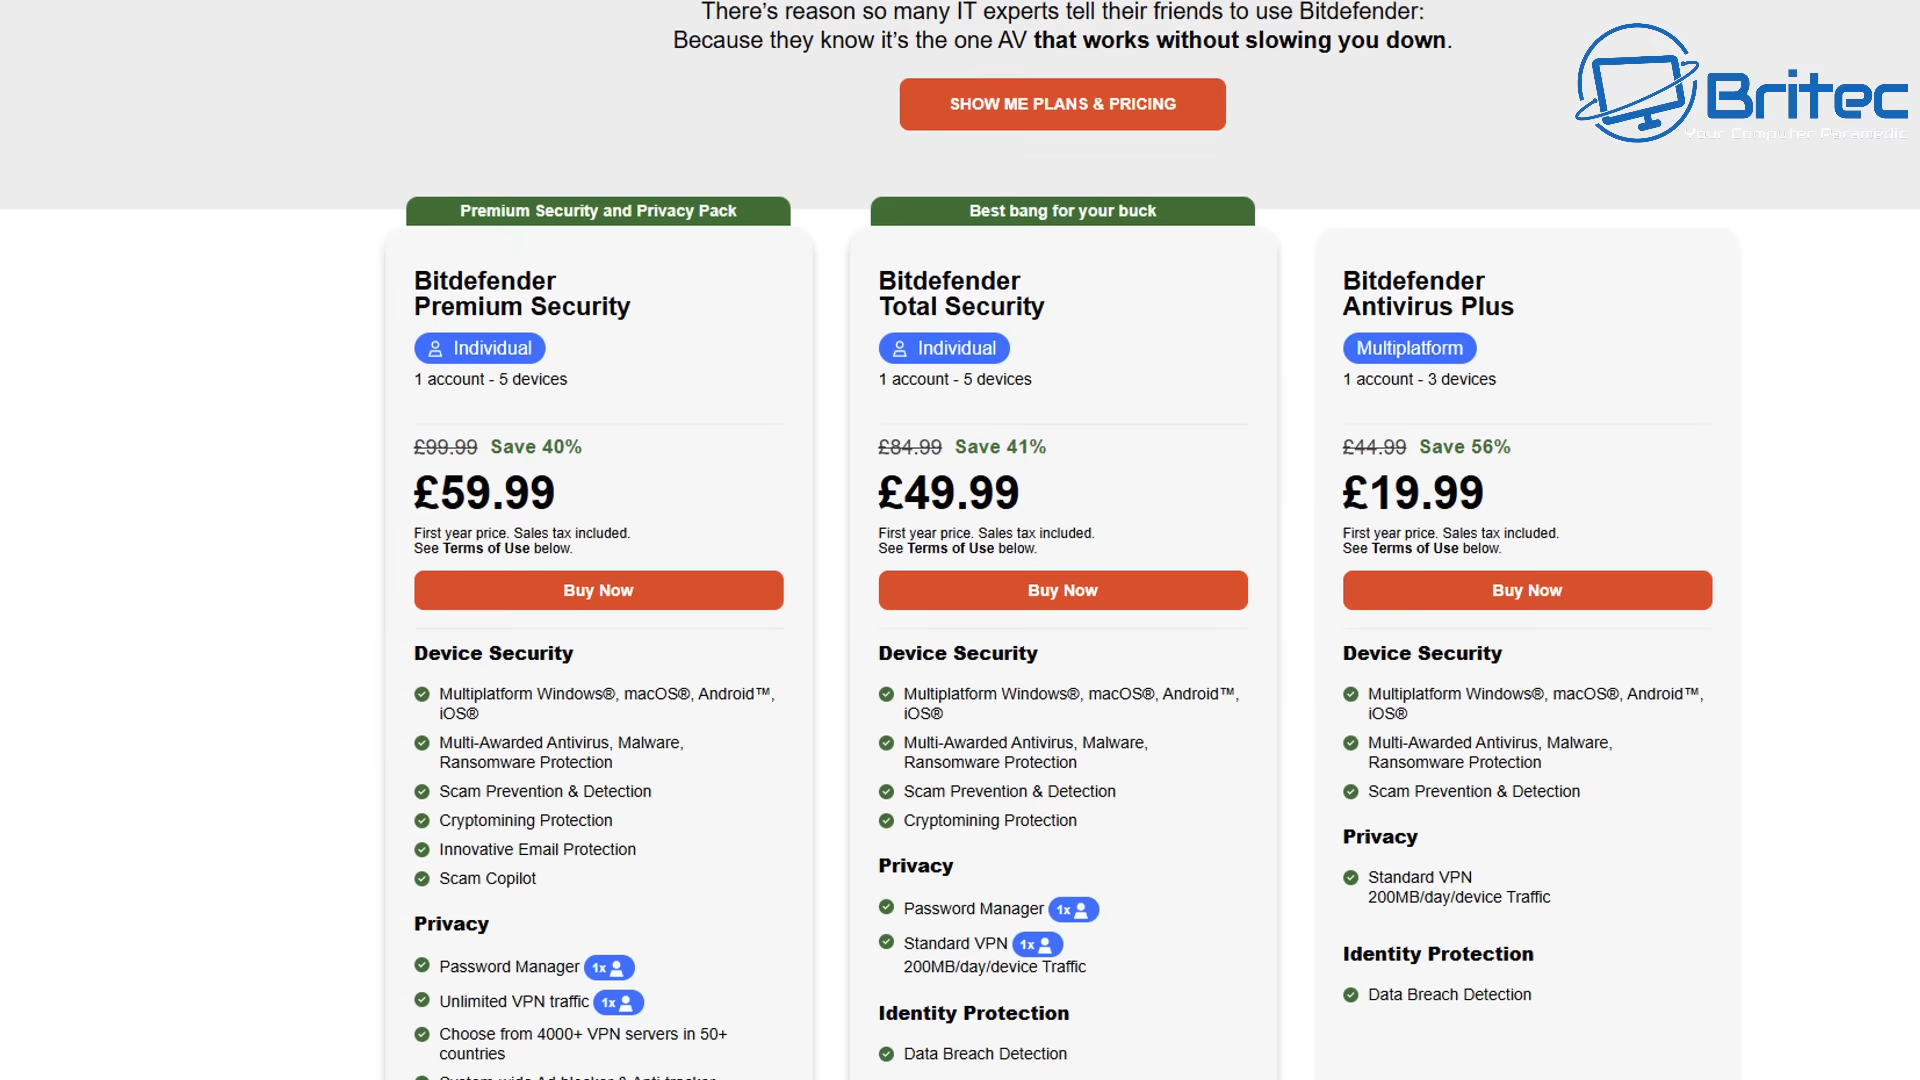 There's reason so many IT experts tell their friends to use Bitdefender:
Because they know it's the one AV that works without slowing you down.
SHOW ME PLANS & PRICING
Britec
Your Computer Paramedic
Premium Security and Privacy Pack
Bitdefender
Premium Security
Individual
1 account - 5 devices
£99.99 Save 40%
£59.99
First year price. Sales tax included.
See Terms of Use below.
Buy Now
Device Security
Multiplatform Windows®, macOS®, Android™,
iOS®
Multi-Awarded Antivirus, Malware,
Ransomware Protection
Scam Prevention & Detection
Cryptomining Protection
Innovative Email Protection
Scam Copilot
Privacy
Password Manager 1x
Unlimited VPN traffic 1x
Choose from 4000+ VPN servers in 50+
countries
System-wide Ad-blocker & Anti-tracker
Best bang for your buck
Bitdefender
Total Security
Individual
1 account - 5 devices
£84.99 Save 41%
£49.99
First year price. Sales tax included.
See Terms of Use below.
Buy Now
Device Security
Multiplatform Windows®, macOS®, Android™,
iOS®
Multi-Awarded Antivirus, Malware,
Ransomware Protection
Scam Prevention & Detection
Cryptomining Protection
Privacy
Password Manager 1x
Standard VPN 1x
200MB/day/device Traffic
Identity Protection
Data Breach Detection
Bitdefender
Antivirus Plus
Multiplatform
1 account - 3 devices
£44.99 Save 56%
£19.99
First year price. Sales tax included.
See Terms of Use below.
Buy Now
Device Security
Multiplatform Windows®, macOS®, Android™,
iOS®
Multi-Awarded Antivirus, Malware,
Ransomware Protection
Scam Prevention & Detection
Privacy
Standard VPN
200MB/day/device Traffic
Identity Protection
Data Breach Detection